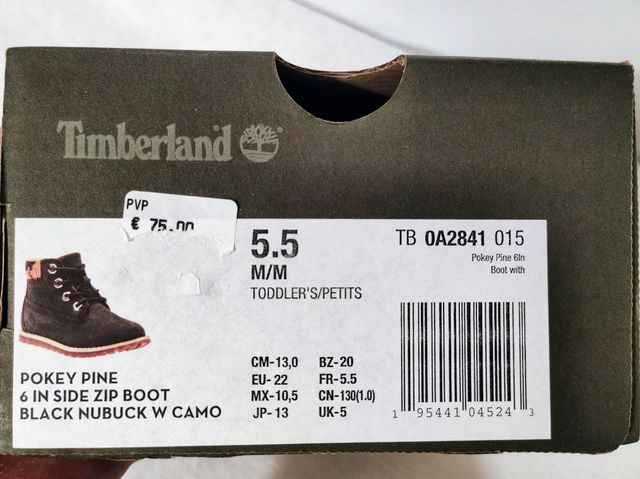 Timberland
PVP
€ 75.00
5.5
M/M
TODDLER'S/PETITS
TB 0A2841 015
Pokey Pine 6In
Boot with
POKEY PINE
6 IN SIDE ZIP BOOT
BLACK NUBUCK W CAMO
CM-13,0 BZ-20
EU- 22 FR-5.5
MX-10,5 CN-130(1.0)
JP- 13 UK-5
1 95441 04524 3